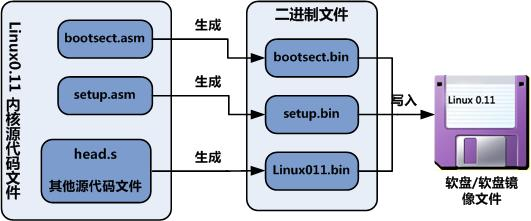 Linux0.11 内核源代码文件
bootsect.asm
setup.asm
head.s
其他源代码文件
生成
生成
生成
二进制文件
bootsect.bin
setup.bin
Linux011.bin
写入
Linux 0.11
软盘/软盘镜
像文件